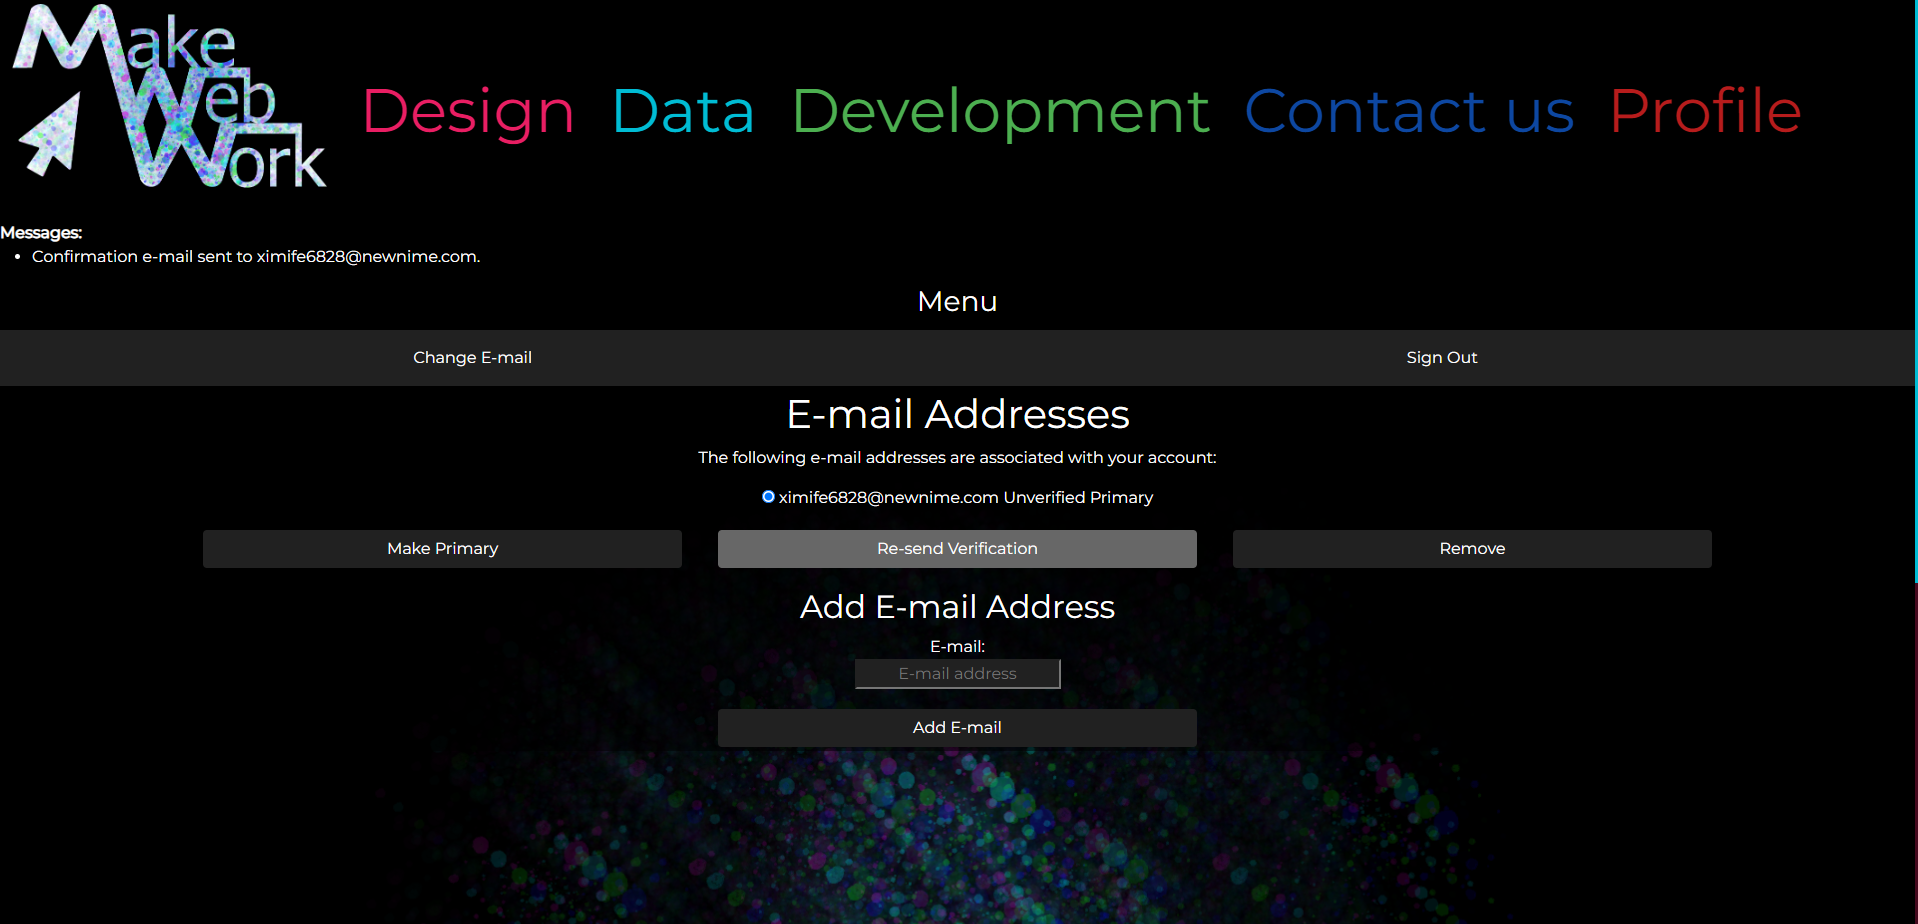 Make
Web
Work
Design Data Development Contact us Profile
Messages:
Confirmation e-mail sent to ximife6828@newnime.com.
Menu
Change E-mail Sign Out
E-mail Addresses
The following e-mail addresses are associated with your account:
ximife6828@newnime.com Unverified Primary
Make Primary Re-send Verification Remove
Add E-mail Address
E-mail:
E-mail address
Add E-mail